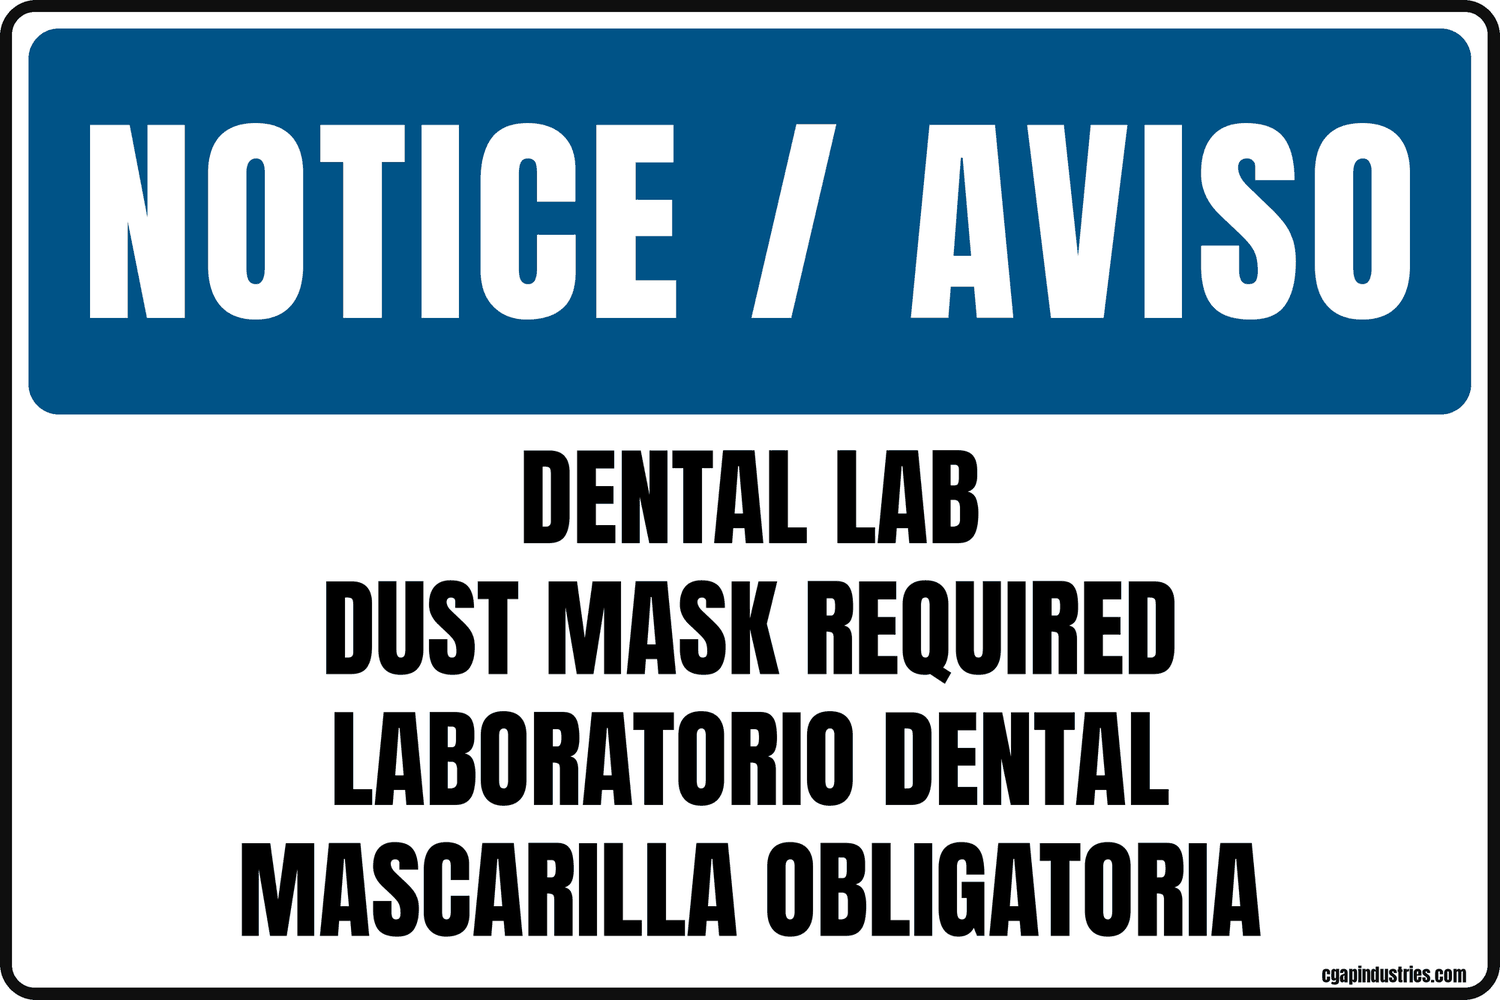 NOTICE / AVISO
DENTAL LAB
DUST MASK REQUIRED
LABORATORIO DENTAL
MASCARILLA OBLIGATORIA
cgapindustries.com